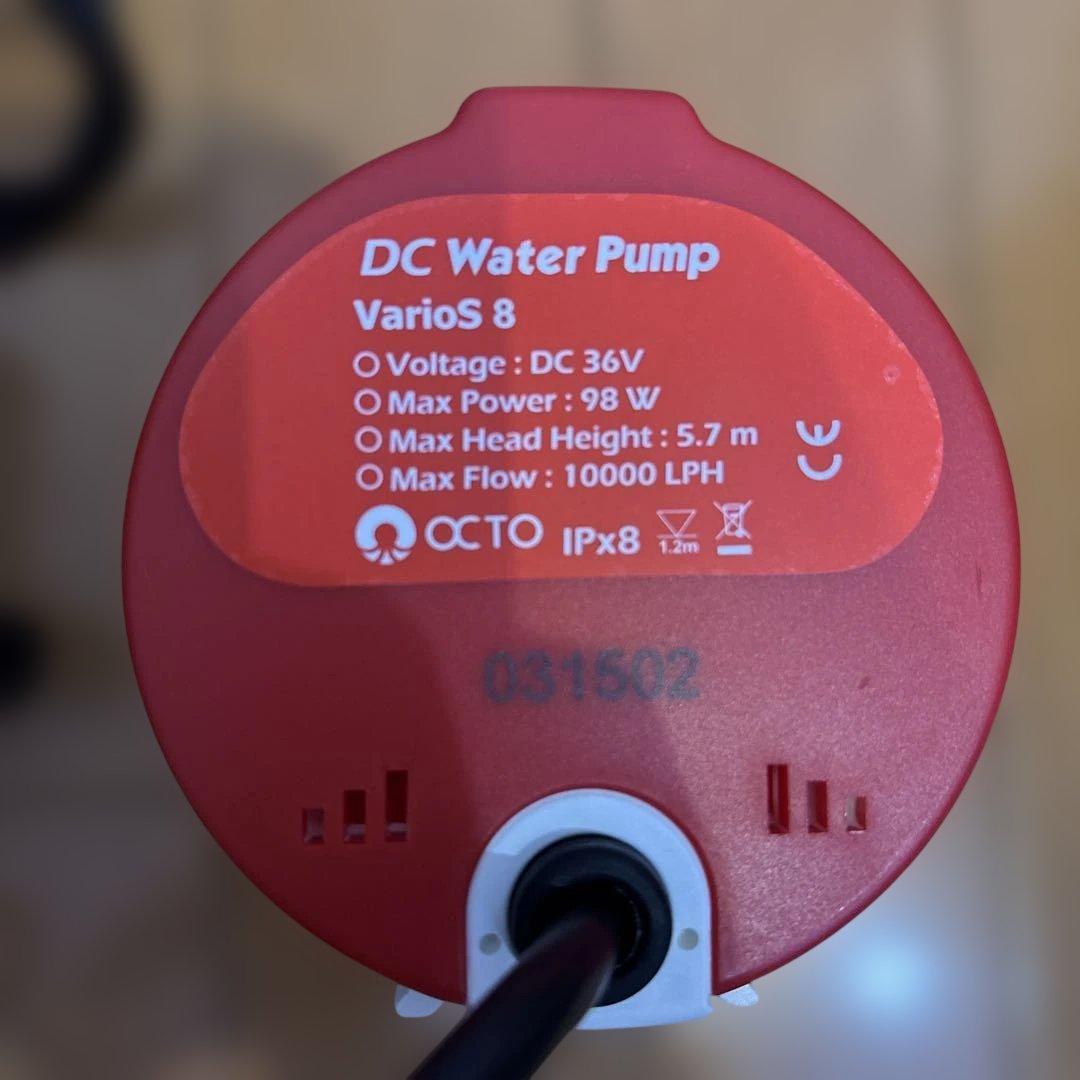 DC Water Pump
VarioS 8
Voltage : DC 36V
Max Power : 98 W
Max Head Height : 5.7 m
Max Flow : 10000 LPH
CE
OCTO IPx8 1.2m
031502